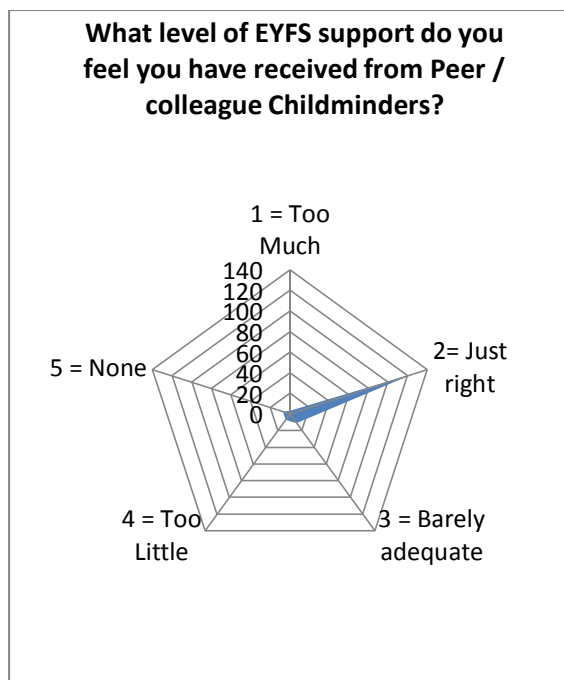 What level of EYFS support do you
feel you have received from Peer /
colleague Childminders?
1 = Too
Much
140
120
100
80
60
40
20
0
2= Just
right
5 = None
3 = Barely
adequate
4 = Too
Little